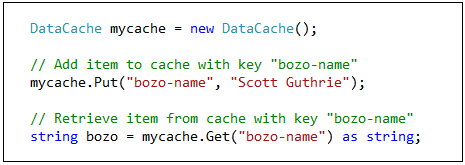 DataCache mycache = new DataCache();
// Add item to cache with key "bozo-name"
mycache.Put("bozo-name", "Scott Guthrie");
// Retrieve item from cache with key "bozo-name"
string bozo = mycache.Get("bozo-name") as string;